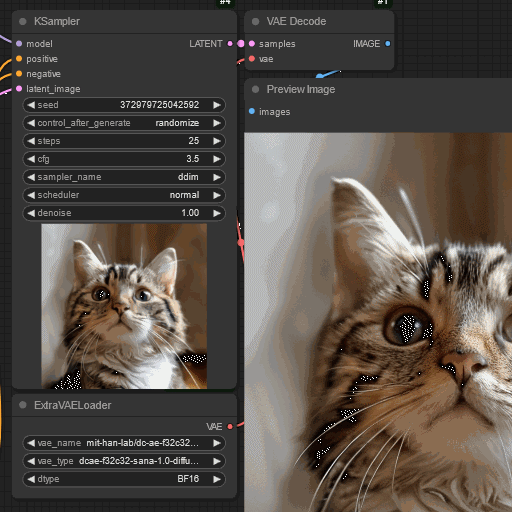 #4
KSampler
model
LATENT
positive
negative
latent_image
seed 372979725042592
control_after_generate randomize
steps 25
cfg 3.5
sampler_name ddim
scheduler normal
denoise 1.00
ExtraVAELoader
VAE
vae_name mit-han-lab/dc-ae-f32c32...
vae_type dcae-f32c32-sana-1.0-diffu...
dtype BF16
#1
VAE Decode
samples
IMAGE
vae
Preview Image
images